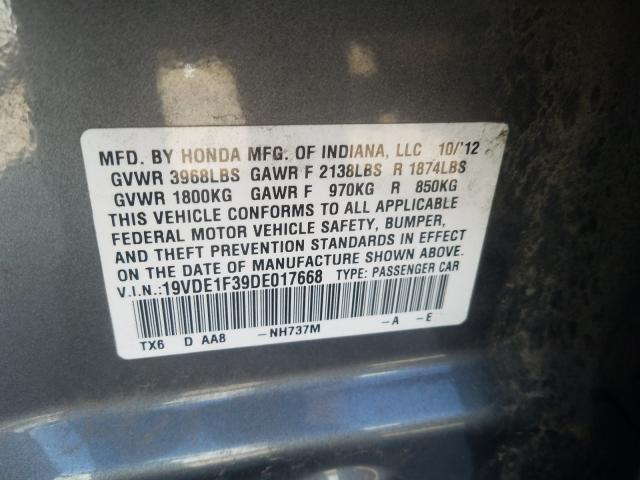 MFD. BY HONDA MFG. OF INDIANA, LLC 10/'12
GVWR 3968LBS GAWR F 2138LBS R 1874LBS
GVWR 1800KG GAWR F 970KG R 850KG
THIS VEHICLE CONFORMS TO ALL APPLICABLE
FEDERAL MOTOR VEHICLE SAFETY, BUMPER,
AND THEFT PREVENTION STANDARDS IN EFFECT
ON THE DATE OF MANUFACTURE SHOWN ABOVE.
V.I.N.:19VDE1F39DE017668 TYPE: PASSENGER CAR
TX6 D AA8 -NH737M -A -E